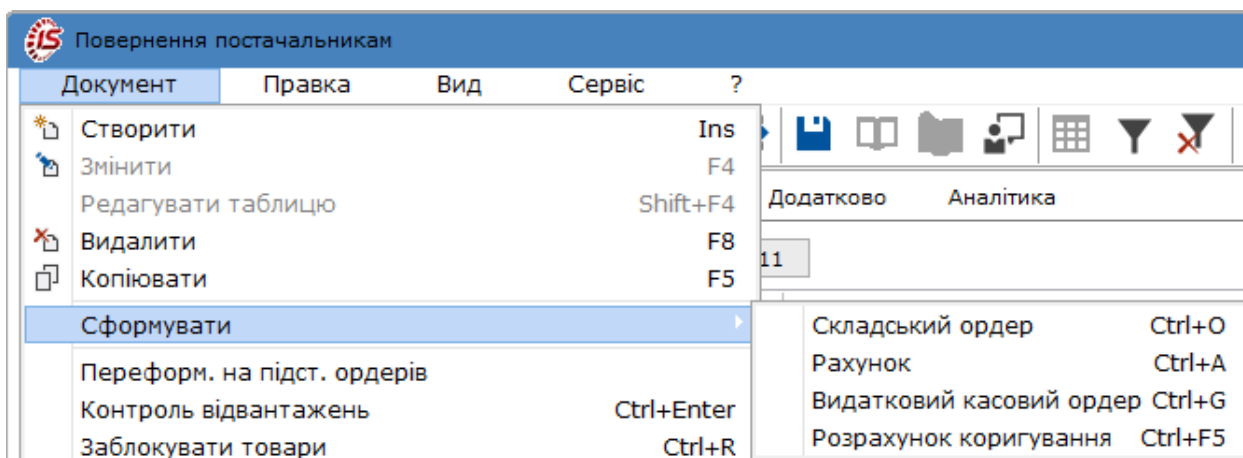 Повернення постачальникам
Документ Правка Вид Сервіс ?
Створити Ins
Змінити F4
Редагувати таблицю Shift+F4
Додатково Аналітика
Видалити F8
11
Копіювати F5
Сформувати
Складський ордер Ctrl+O
Рахунок Ctrl+A
Видатковий касовий ордер Ctrl+G
Розрахунок коригування Ctrl+F5
Переформ. на підст. ордерів
Контроль відвантажень Ctrl+Enter
Заблокувати товари Ctrl+R